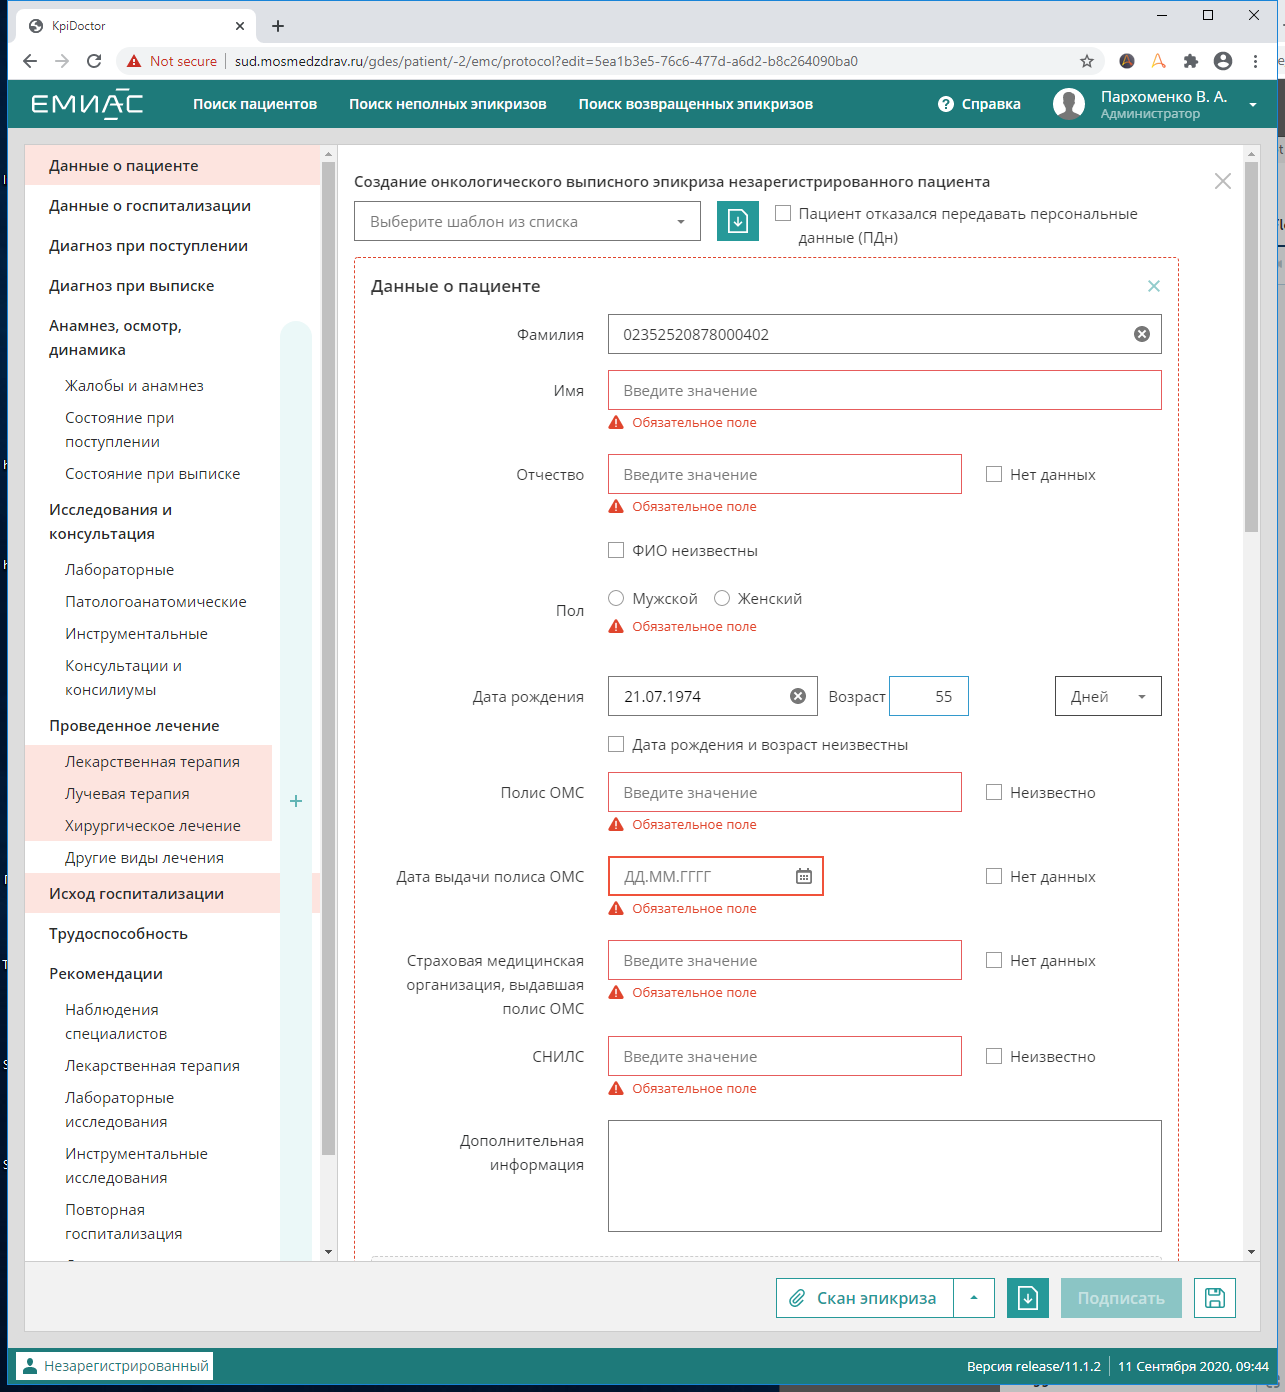 KpiDoctor
Not secure
sud.mosmedzdrav.ru/gdes/patient/-2/emc/protocol?edit=5ea1b3e5-76c6-477d-a6d2-b8c264090ba0
ЕМИАС
Поиск пациентов
Поиск неполных эпикризов
Поиск возвращенных эпикризов
Справка
Пархоменко В. А.
Администратор
Данные о пациенте
Данные о госпитализации
Диагноз при поступлении
Диагноз при выписке
Анамнез, осмотр,
динамика
Жалобы и анамнез
Состояние при
поступлении
Состояние при выписке
Исследования и
консультация
Лабораторные
Патологоанатомические
Инструментальные
Консультации и
консилиумы
Проведенное лечение
Лекарственная терапия
Лучевая терапия
Хирургическое лечение
Другие виды лечения
Исход госпитализации
Трудоспособность
Рекомендации
Наблюдения
специалистов
Лекарственная терапия
Лабораторные
исследования
Инструментальные
исследования
Повторная
госпитализация
Создание онкологического выписного эпикриза незарегистрированного пациента
Выберите шаблон из списка
Пациент отказался передавать персональные
данные (ПДн)
Данные о пациенте
Фамилия
02352520878000402
Имя
Введите значение
Обязательное поле
Отчество
Введите значение
Нет данных
Обязательное поле
ФИО неизвестны
Пол
Мужской
Женский
Обязательное поле
Дата рождения
21.07.1974
Возраст
55
Дней
Дата рождения и возраст неизвестны
Полис ОМС
Введите значение
Неизвестно
Обязательное поле
Дата выдачи полиса ОМС
ДД.ММ.ГГГГ
Нет данных
Обязательное поле
Страховая медицинская
организация, выдавшая
полис ОМС
Введите значение
Нет данных
Обязательное поле
СНИЛС
Введите значение
Неизвестно
Обязательное поле
Дополнительная
информация
Скан эпикриза
Подписать
Незарегистрированный
Версия release/11.1.2
11 Сентября 2020, 09:44